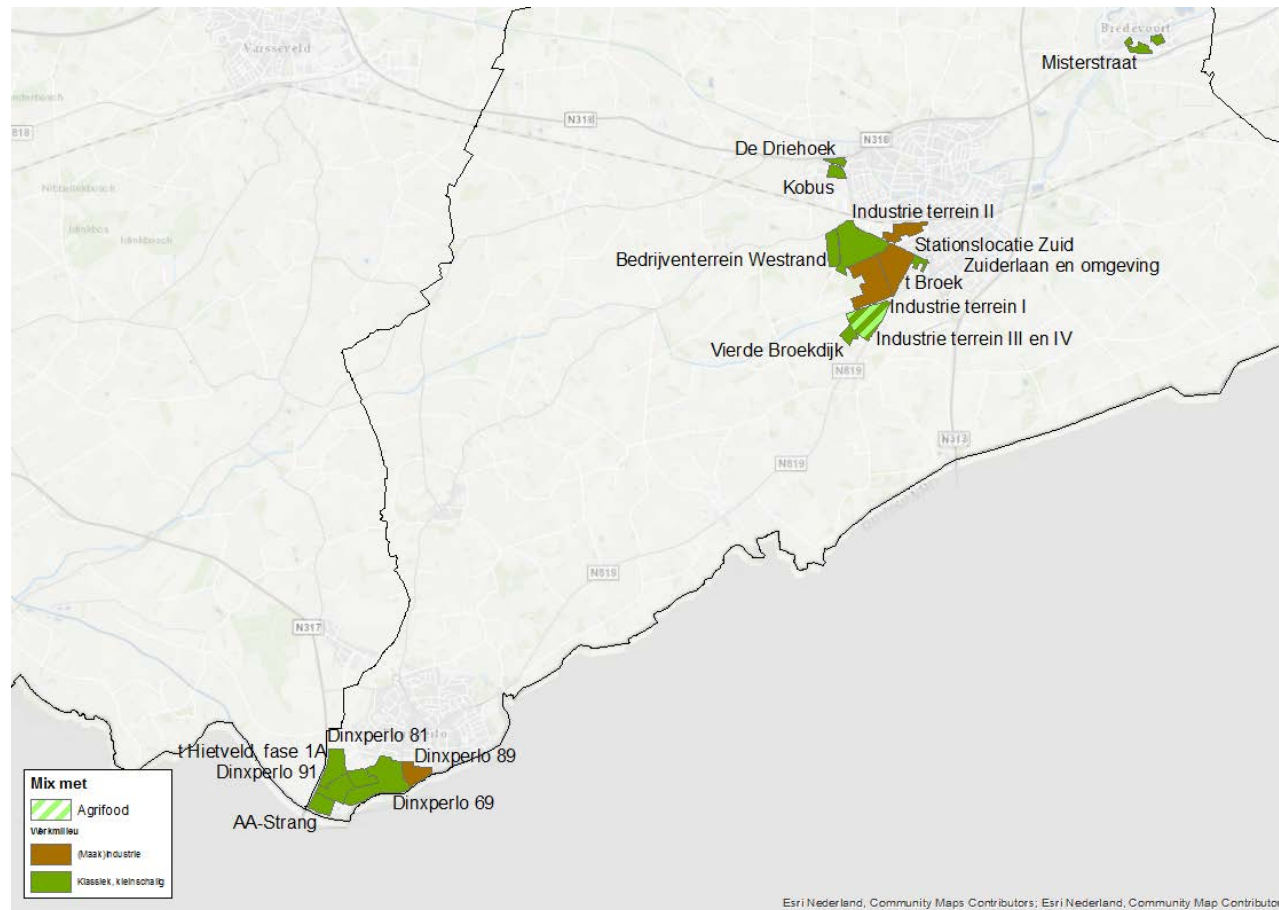 Varsseveld
Bredevoort
Misterstraat
N318
N318
818
De Driehoek
Kobus
Industrie terrein II
Stationslocatie Zuid
Bedrijventerrein Westrand
Zuiderlaan en omgeving
't Broek
Industrie terrein I
Industrie terrein III en IV
Vierde Broekdijk
N819
N313
N819
N819
N317
Dinxperlo 81
t Hietveld, fase 1A
Dinxperlo 89
Dinxperlo 91
Dinxperlo 69
AA-Strang
Mix met
Agrifood
Werkmilieu
(Maak)industrie
Klassiek, kleinschalig
Esri Nederland, Community Maps Contributors; Esri Nederland, Community Map Contributor